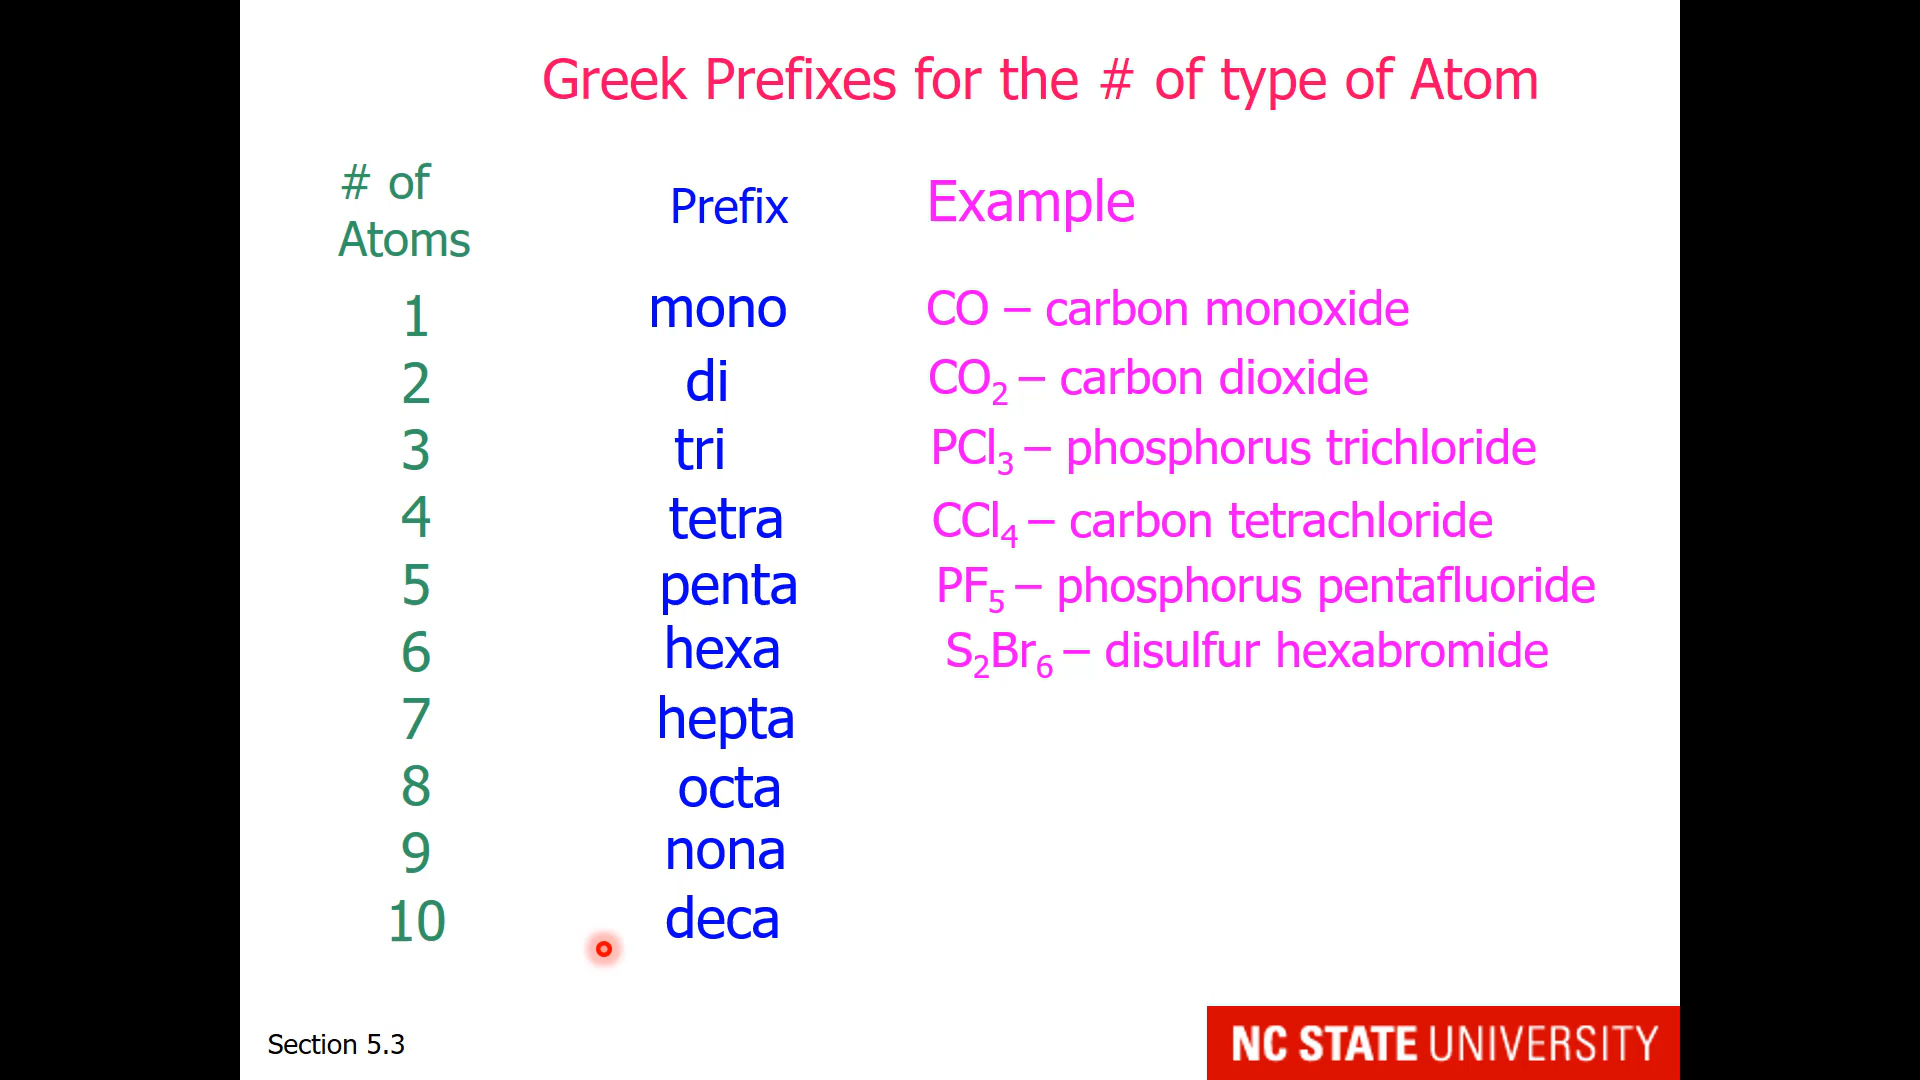 Greek Prefixes for the # of type of Atom
# of
Atoms
Prefix
Example
1 mono CO – carbon monoxide
2 di CO₂ – carbon dioxide
3 tri PCl₃ – phosphorus trichloride
4 tetra CCl₄ – carbon tetrachloride
5 penta PF₅ – phosphorus pentafluoride
6 hexa S₂Br₆ – disulfur hexabromide
7 hepta
8 octa
9 nona
10 deca
Section 5.3
NC STATE UNIVERSITY